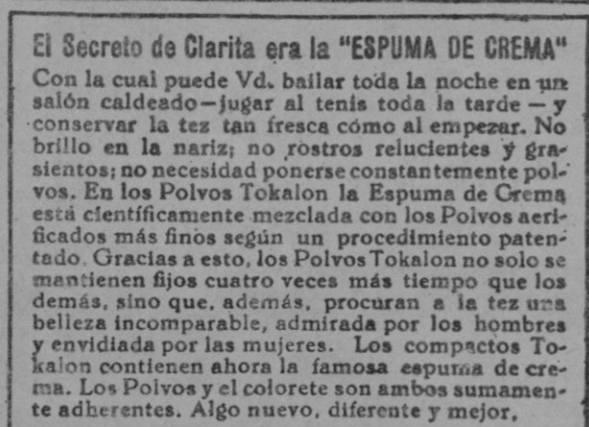 El Secreto de Clarita era la "ESPUMA DE CREMA"
Con la cual puede Vd. bailar toda la noche en un
salón caldeado—jugar al tenis toda la tarde — y
conservar la tez tan fresca cómo al empezar. No
brillo en la nariz; no rostros relucientes y gra-
sientos; no necesidad ponerse constantemente pol-
vos. En los Polvos Tokalon la Espuma de Crema
está científicamente mezclada con los Polvos aeri-
ficados más finos según un procedimiento paten-
tado. Gracias a esto, los Polvos Tokalon no solo se
mantienen fijos cuatro veces más tiempo que los
demás, sino que, además, procuran a la tez una
belleza incomparable, admirada por los hombres
y envidiada por las mujeres. Los compactos To-
kalon contienen ahora la famosa espuma de cre-
ma. Los Polvos y el colorete son ambos sumamen-
te adherentes. Algo nuevo, diferente y mejor.